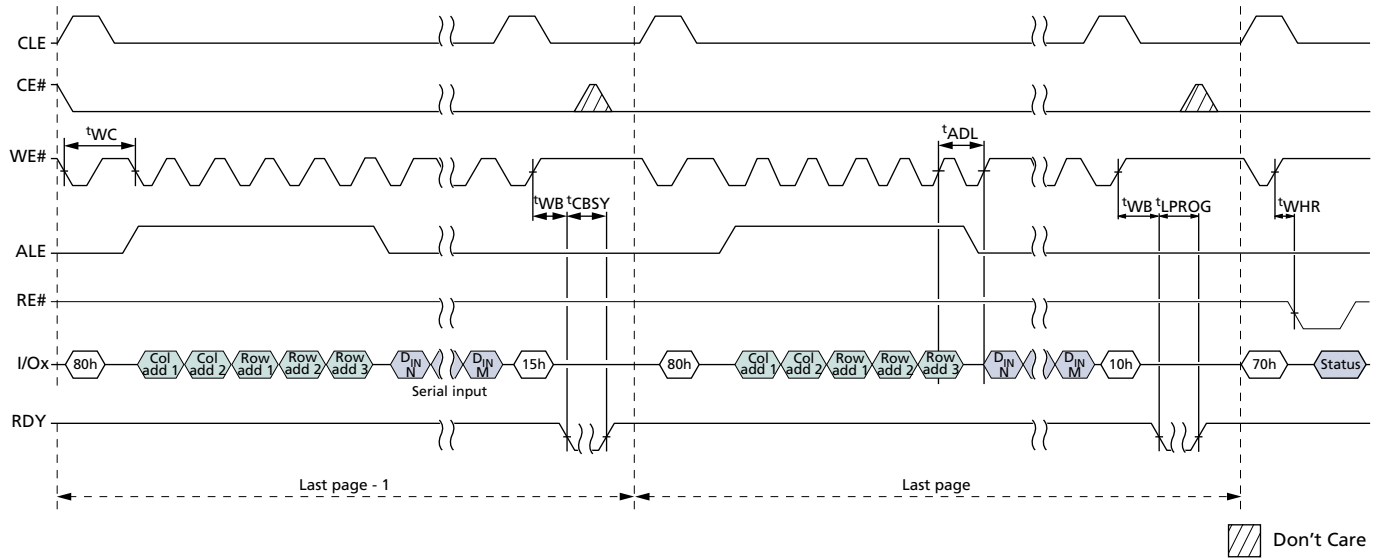 CLE
CE#
tWC
tADL
WE#
tWB tCBSY
tWB tLPROG
tWHR
ALE
RE#
I/Ox
80h
Col add 1
Col add 2
Row add 1
Row add 2
Row add 3
DIN N
DIN M
15h
80h
Col add 1
Col add 2
Row add 1
Row add 2
Row add 3
DIN N
DIN M
10h
70h
Status
Serial input
RDY
Last page - 1
Last page
Don't Care